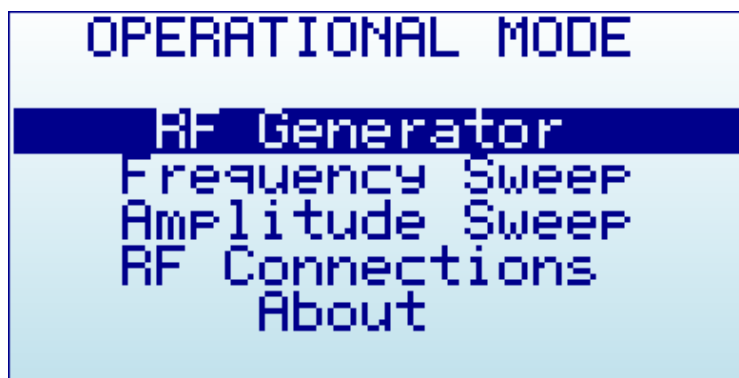 OPERATIONAL MODE
RF Generator
Frequency Sweep
Amplitude Sweep
RF Connections
About